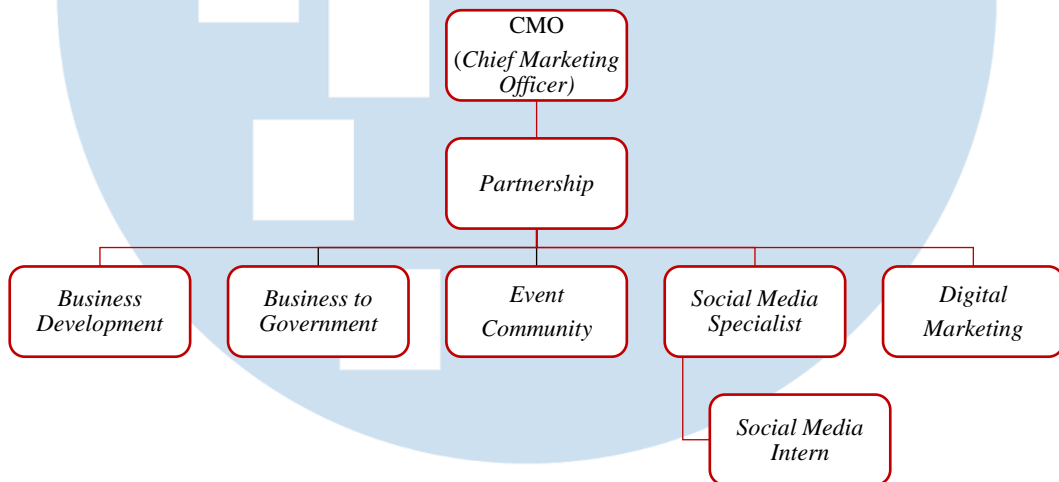 CMO
(Chief Marketing
Officer)
Partnership
Business
Development
Business to
Government
Event
Community
Social Media
Specialist
Digital
Marketing
Social Media
Intern